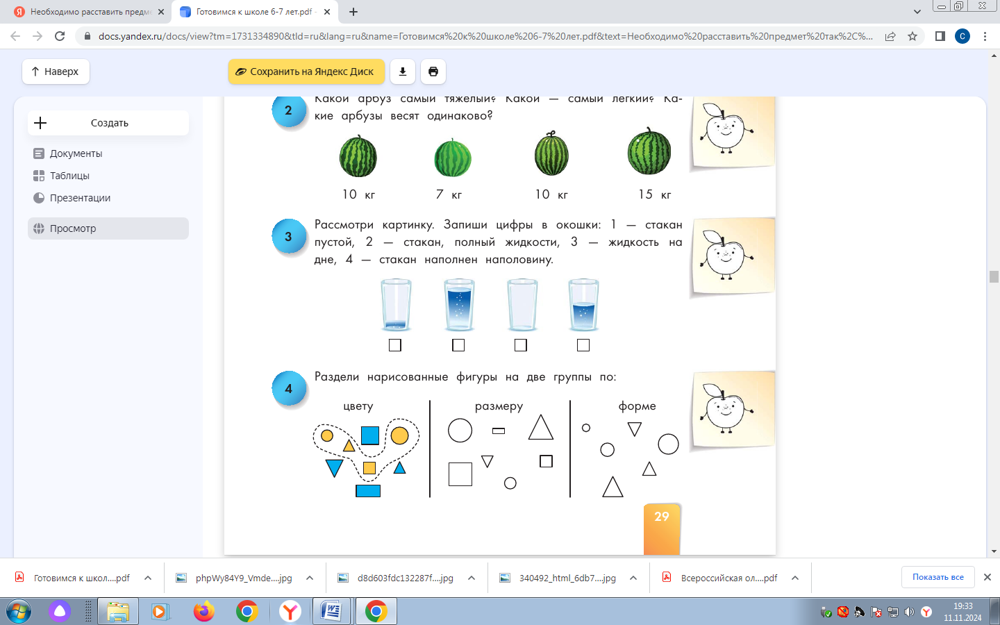 Необходимо расставить предме
Готовимся к школе 6-7 лет.pdf -
docs.yandex.ru/docs/view?tm=1731334890&tld=ru&lang=ru&name=Готовимся%20к%20школе%206-7%20лет.pdf&text=Необходимо%20расставить%20предмет%20так%2C%...
С
Наверх
Сохранить на Яндекс Диск
Создать
Документы
Таблицы
Презентации
Просмотр
2
Какой арбуз самый тяжёлый? Какой — самый лёгкий? Ка-
кие арбузы весят одинаково?
10 кг 7 кг 10 кг 15 кг
3
Рассмотри картинку. Запиши цифры в окошки: 1 — стакан
пустой, 2 — стакан, полный жидкости, 3 — жидкость на
дне, 4 — стакан наполнен наполовину.
4
Раздели нарисованные фигуры на две группы по:
цвету размеру форме
29
Готовимся к школ....pdf
phpWy84Y9_Vmde....jpg
d8d603fdc132287f....jpg
340492_html_6db7....jpg
Всероссийская ол....pdf
Показать все
19:33
11.11.2024